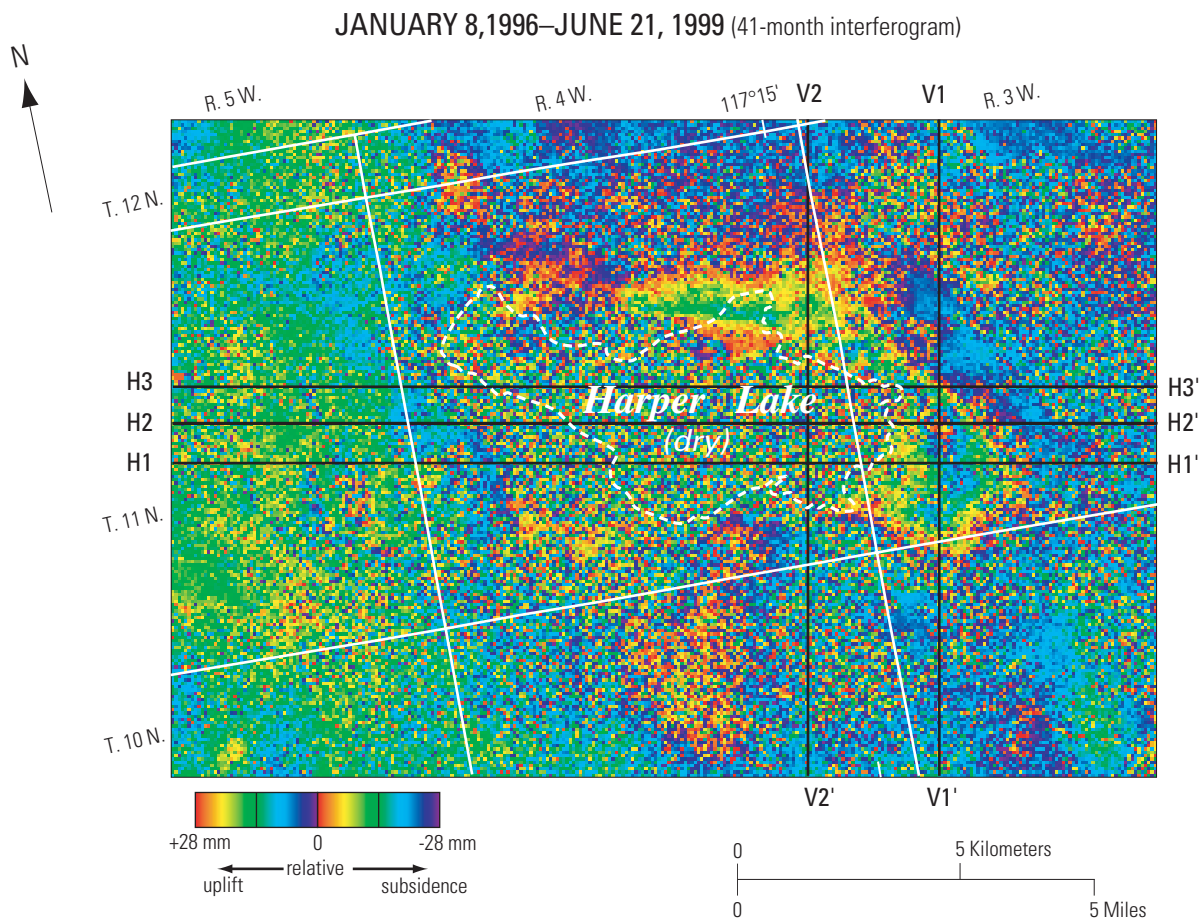 JANUARY 8,1996–JUNE 21, 1999 (41-month interferogram)
N
R. 5 W.
R. 4 W.
117°15'
V2
V1
R. 3 W.
T. 12 N.
H3
Harper Lake
H3'
H2
(dry)
H2'
H1
H1'
T. 11 N.
T. 10 N.
V2'
V1'
+28 mm
0
-28 mm
relative
uplift
subsidence
0
5 Kilometers
0
5 Miles